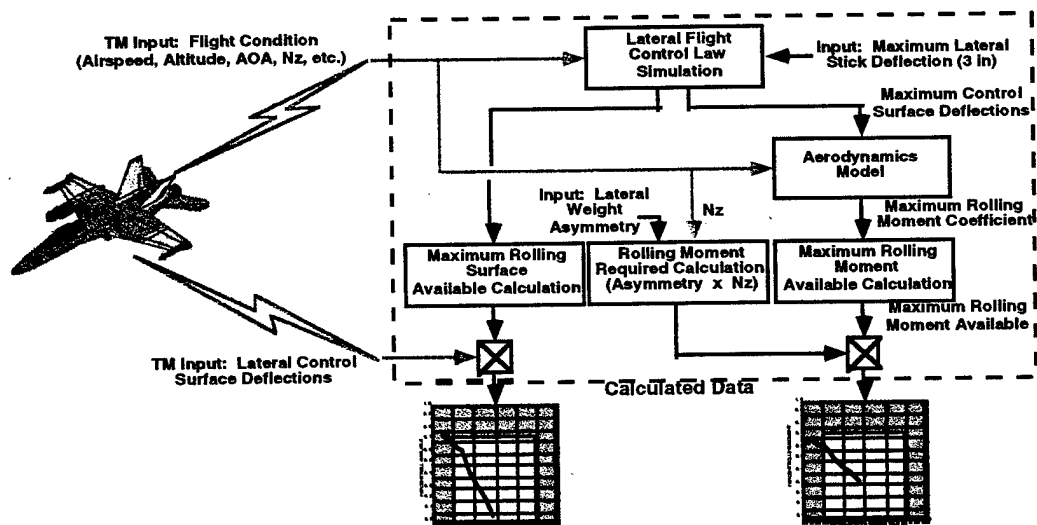 TM Input: Flight Condition
(Airspeed, Altitude, AOA, Nz, etc.)
Lateral Flight
Control Law
Simulation
Input: Maximum Lateral
Stick Deflection (3 in)
Maximum Control
Surface Deflections
Aerodynamics
Model
Input: Lateral
Weight
Asymmetry
Nz
Maximum Rolling
Moment Coefficient
Maximum Rolling
Surface
Available Calculation
Rolling Moment
Required Calculation
(Asymmetry x Nz)
Maximum Rolling
Moment
Available Calculation
Maximum Rolling
Moment Available
TM Input: Lateral Control
Surface Deflections
Calculated Data